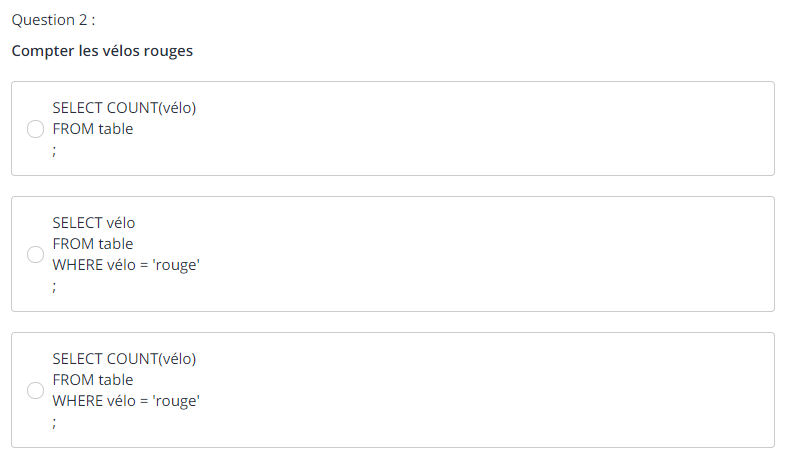 Question 2 :
Compter les vélos rouges
SELECT COUNT(vélo)
FROM table
;
SELECT vélo
FROM table
WHERE vélo = 'rouge'
;
SELECT COUNT(vélo)
FROM table
WHERE vélo = 'rouge'
;